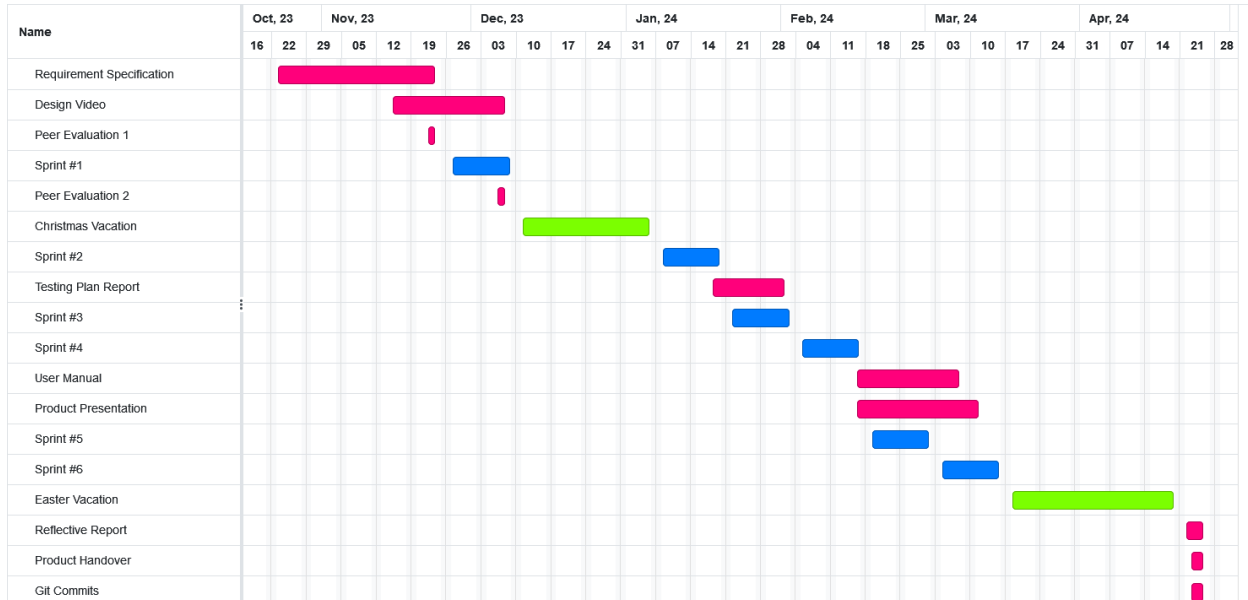 Name
Oct, 23 Nov, 23 Dec, 23 Jan, 24 Feb, 24 Mar, 24 Apr, 24
16 22 29 05 12 19 26 03 10 17 24 31 07 14 21 28 04 11 18 25 03 10 17 24 31 07 14 21 28
Requirement Specification
Design Video
Peer Evaluation 1
Sprint #1
Peer Evaluation 2
Christmas Vacation
Sprint #2
Testing Plan Report
Sprint #3
Sprint #4
User Manual
Product Presentation
Sprint #5
Sprint #6
Easter Vacation
Reflective Report
Product Handover
Git Commits